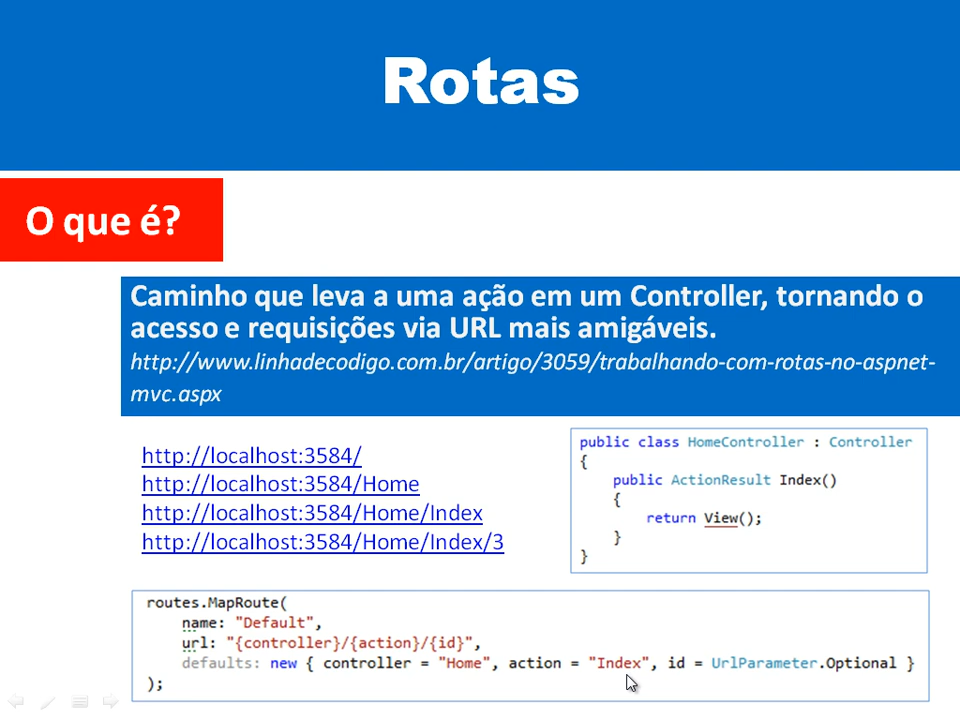 Rotas
O que é?
Caminho que leva a uma ação em um Controller, tornando o
acesso e requisições via URL mais amigáveis.
http://www.linhadecodigo.com.br/artigo/3059/trabalhando-com-rotas-no-aspnet-
mvc.aspx
http://localhost:3584/
http://localhost:3584/Home
http://localhost:3584/Home/Index
http://localhost:3584/Home/Index/3
public class HomeController : Controller
{
public ActionResult Index()
{
return View();
}
}
routes.MapRoute(
name: "Default",
url: "{controller}/{action}/{id}",
defaults: new { controller = "Home", action = "Index", id = UrlParameter.Optional }
);